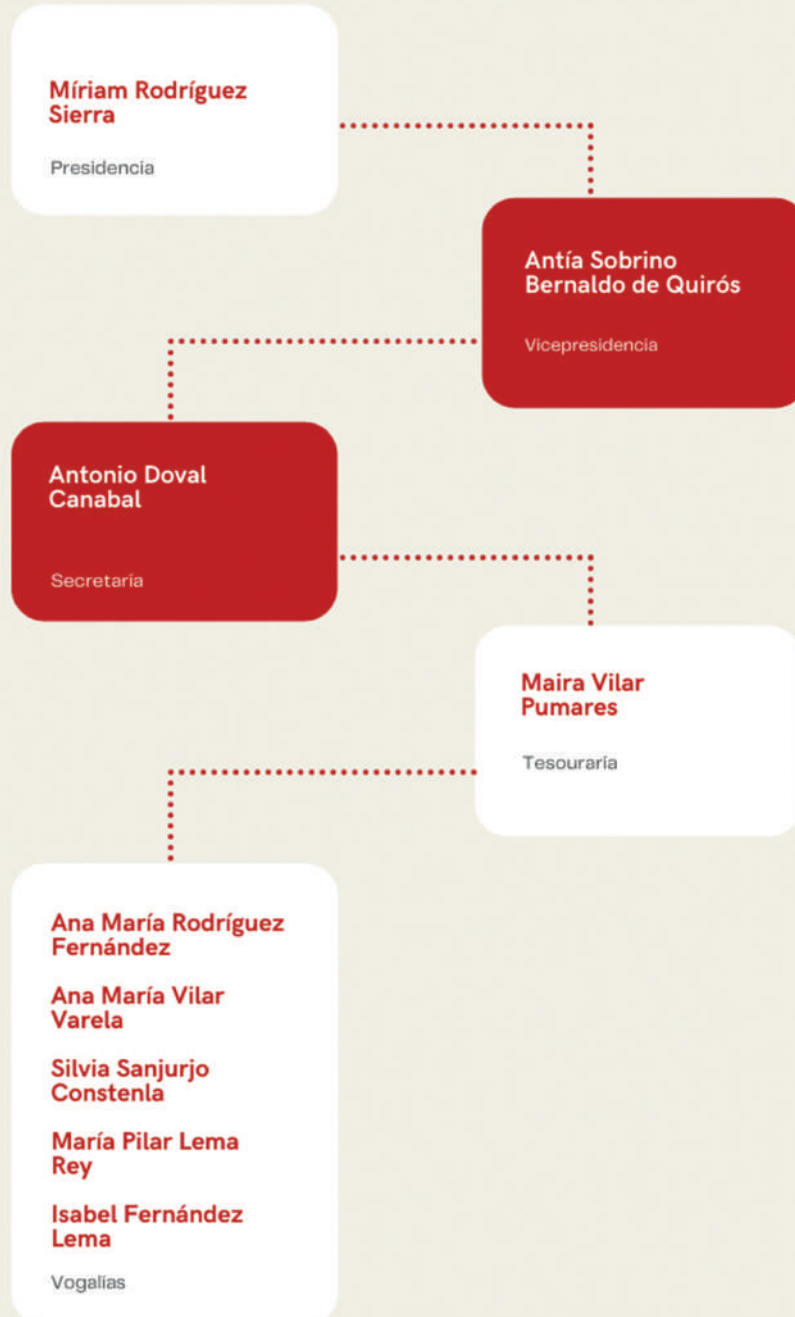 Míriam Rodríguez
Sierra
Presidencia
Antía Sobrino
Bernaldo de Quirós
Vicepresidencia
Antonio Doval
Canabal
Secretaría
Maira Vilar
Pumares
Tesouraría
Ana María Rodríguez
Fernández
Ana María Vilar
Varela
Silvia Sanjurjo
Constenla
María Pilar Lema
Rey
Isabel Fernández
Lema
Vogalías